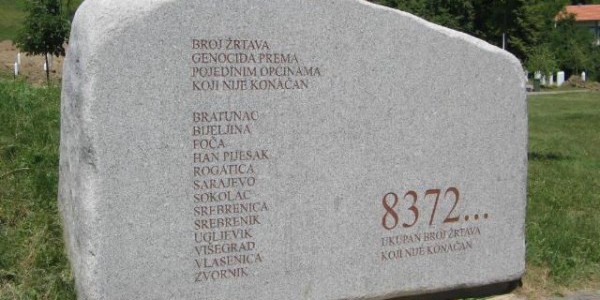 BROJ ŽRTAVA
GENOCIDA PREMA
POJEDINIM OPĆINAMA
KOJI NIJE KONAČAN
BRATUNAC
BIJELJINA
FOČA
HAN PIJESAK
ROGATICA
SARAJEVO
SOKOLAC
SREBRENICA
SREBRENIK
UGLJEVIK
VIŠEGRAD
VLASENICA
ZVORNIK
8372...
UKUPAN BROJ ŽRTAVA
KOJI NIJE KONAČAN